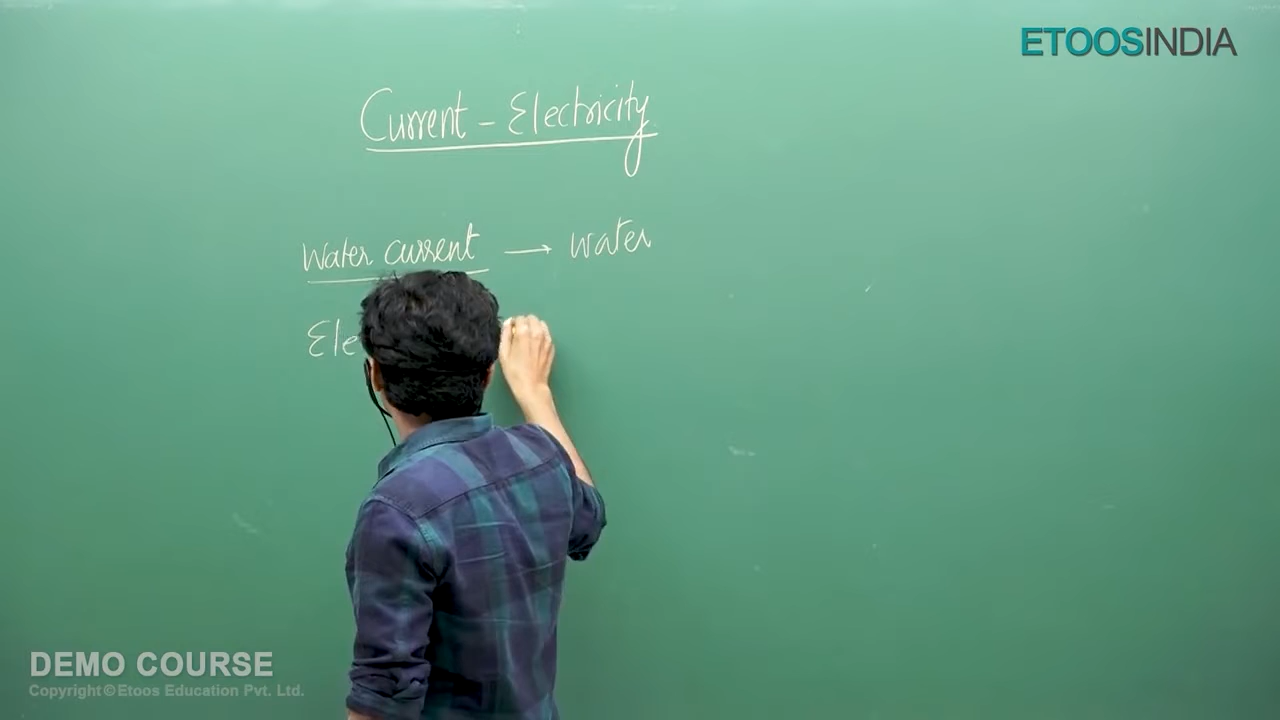 ETOOSINDIA
Current - Electricity
Water current → water
Ele
DEMO COURSE
Copyright © Etoos Education Pvt. Ltd.